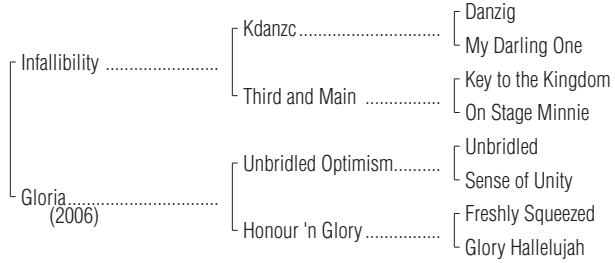 Danzig
Kdanzc ................................
My Darling One
Infallibility .........................
Key to the Kingdom
Third and Main .................
On Stage Minnie
Unbridled
Unbridled Optimism..........
Sense of Unity
Gloria..................................
(2006)
Freshly Squeezed
Honour 'n Glory .................
Glory Hallelujah